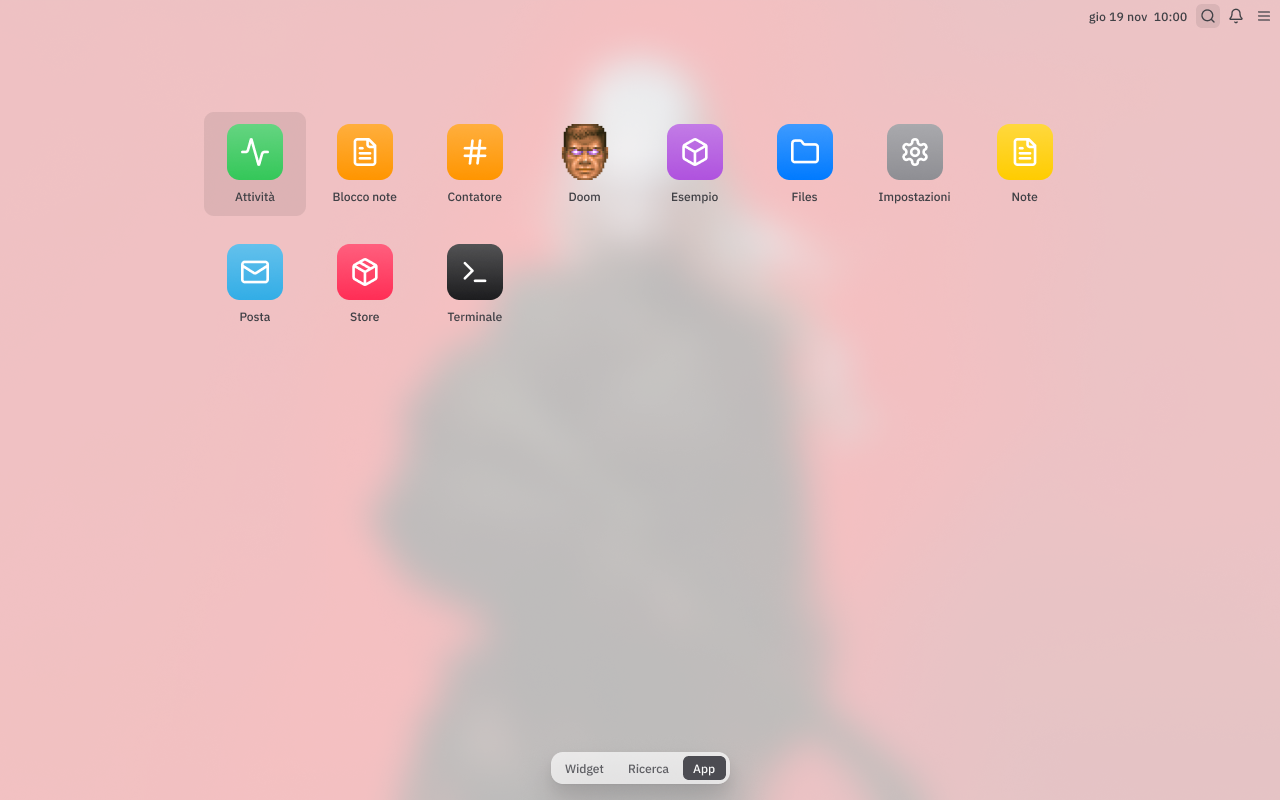 gio 19 nov 10:00
Attività
Blocco note
Contatore
Doom
Esempio
Files
Impostazioni
Note
Posta
Store
Terminale
Widget
Ricerca
App